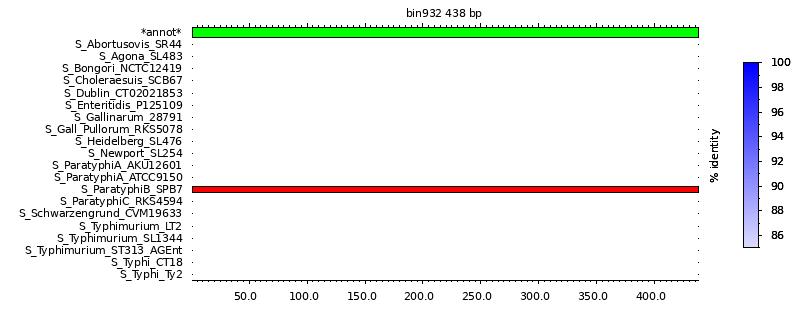 bin932 438 bp
*annot*
S_Abortusovis_SR44
S_Agona_SL483
S_Bongori_NCTC12419
S_Choleraesuis_SCB67
S_Dublin_CT02021853
S_Enteritidis_P125109
S_Gallinarum_28791
S_Gall_Pullorum_RKS5078
S_Heidelberg_SL476
S_Newport_SL254
S_ParatyphiA_AKU12601
S_ParatyphiA_ATCC9150
S_ParatyphiB_SPB7
S_ParatyphiC_RKS4594
S_Schwarzengrund_CVM19633
S_Typhimurium_LT2
S_Typhimurium_SL1344
S_Typhimurium_ST313_AGEnt
S_Typhi_CT18
S_Typhi_Ty2
50.0 100.0 150.0 200.0 250.0 300.0 350.0 400.0
% identity
100
98
96
94
92
90
88
86